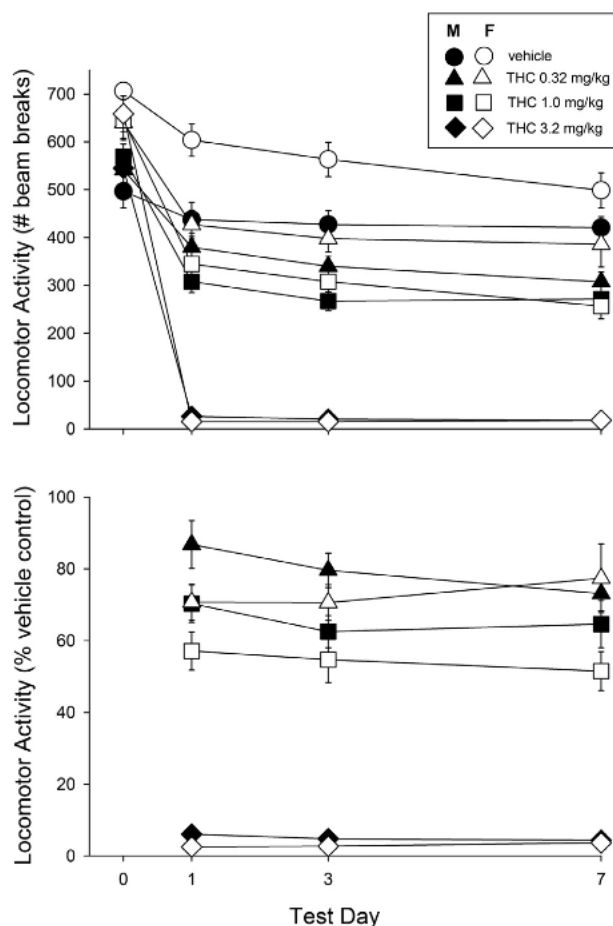 M F
vehicle
THC 0.32 mg/kg
THC 1.0 mg/kg
THC 3.2 mg/kg
Locomotor Activity (# beam breaks)
700
600
500
400
300
200
100
0
Locomotor Activity (% vehicle control)
100
80
60
40
20
0
0 1 3 7
Test Day